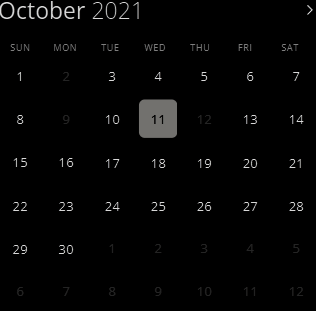 October 2021
SUN MON TUE WED THU FRI SAT
1 2 3 4 5 6 7
8 9 10 11 12 13 14
15 16 17 18 19 20 21
22 23 24 25 26 27 28
29 30 1 2 3 4 5
6 7 8 9 10 11 12